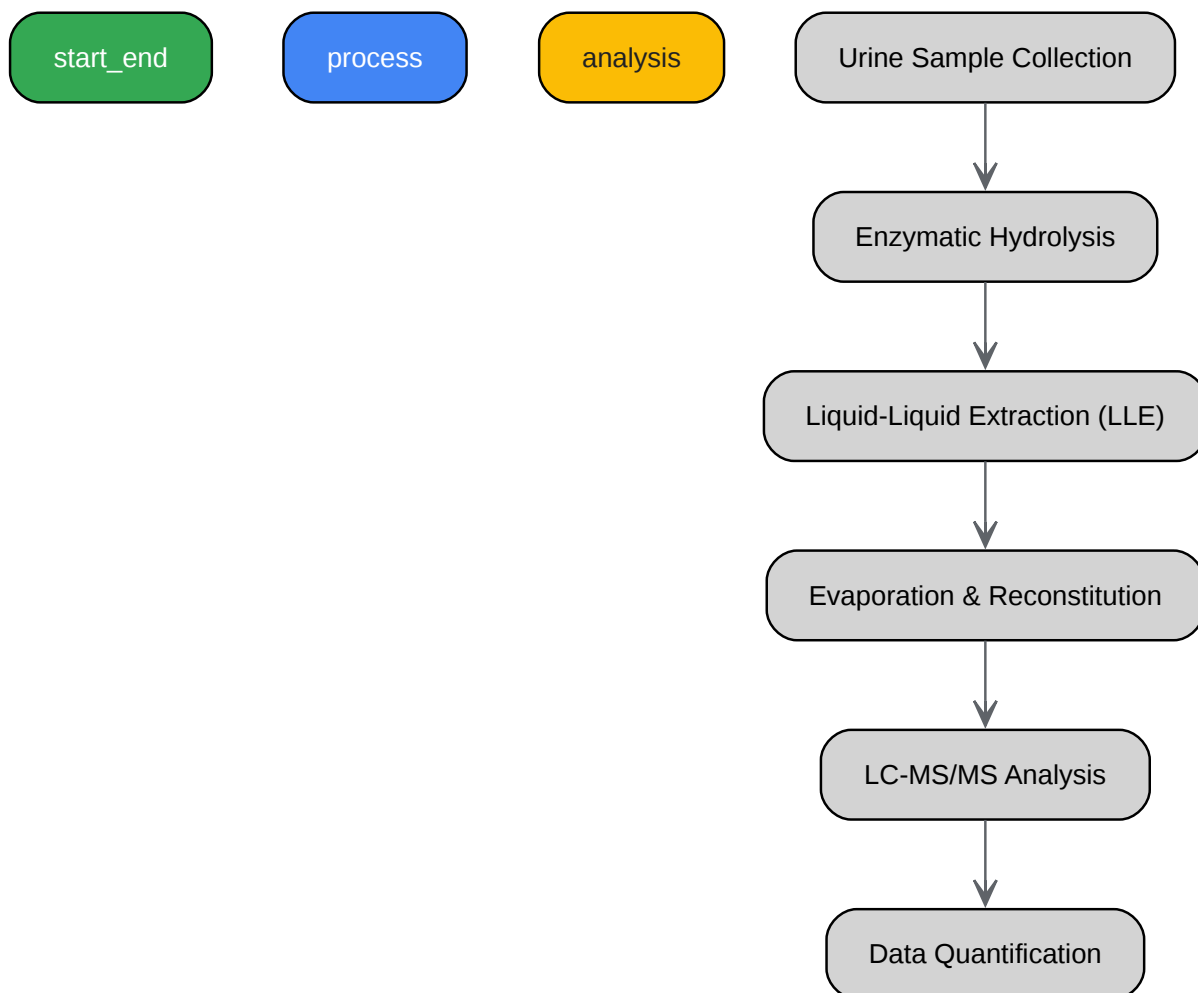 start_end
process
analysis
Urine Sample Collection
Enzymatic Hydrolysis
Liquid-Liquid Extraction (LLE)
Evaporation & Reconstitution
LC-MS/MS Analysis
Data Quantification